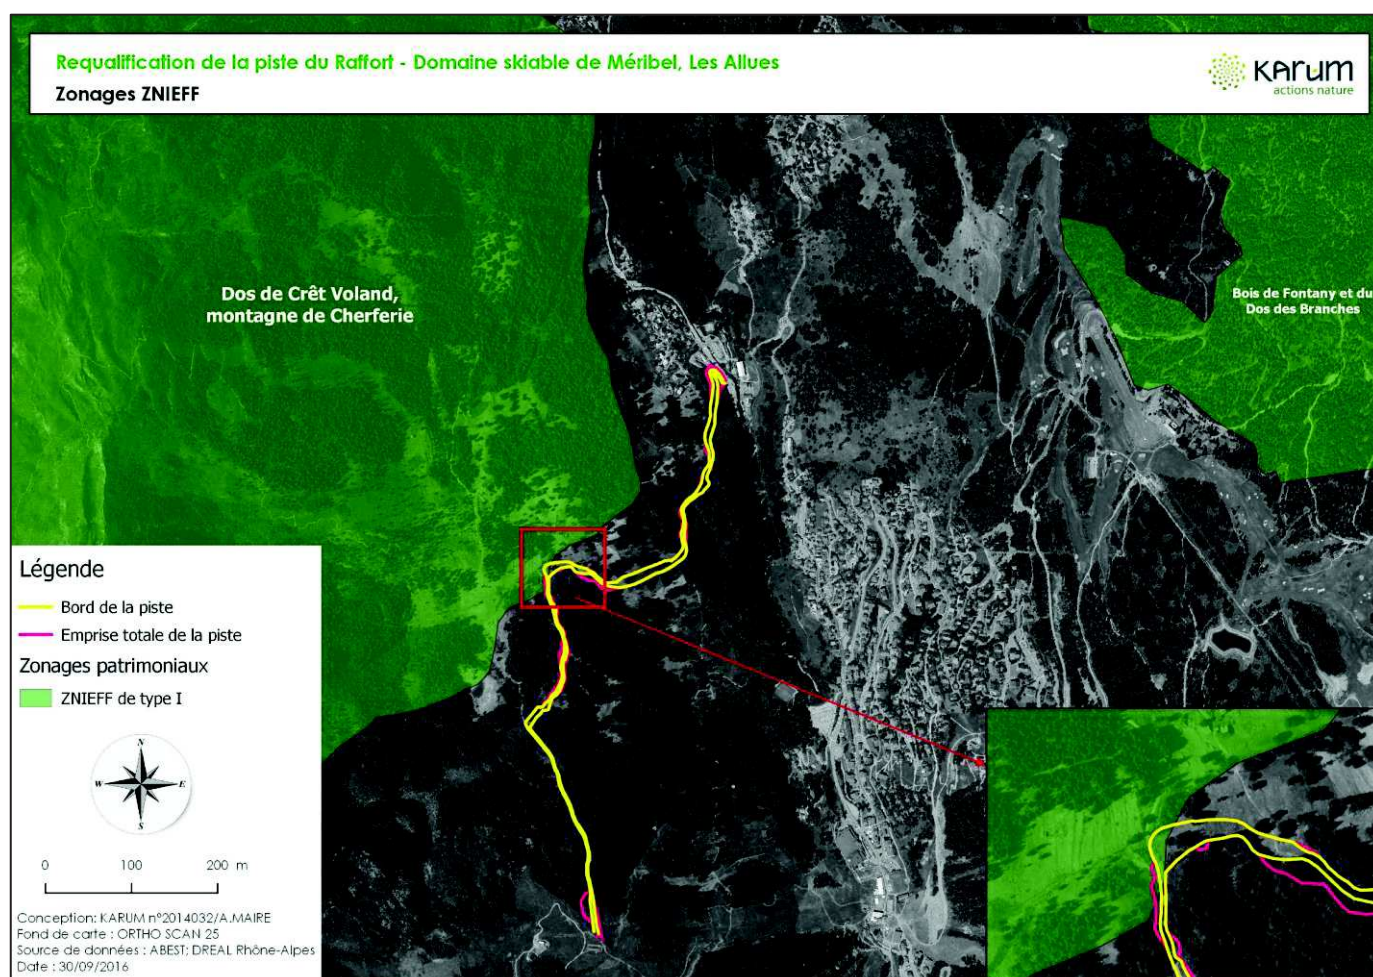 Requalification de la piste du Raffort - Domaine skiable de Méribel, Les Allues
Zonages ZNIEFF
KARUM
actions nature
Dos de Crêt Voland,
montagne de Cherferie
Bois de Fontany et du
Dos des Branches
Légende
Bord de la piste
Emprise totale de la piste
Zonages patrimoniaux
ZNIEFF de type I
N
W
E
S
0 100 200 m
Conception: KARUM n°2014032/A.MAIRE
Fond de carte : ORTHO SCAN 25
Source de données : ABEST; DREAL Rhône-Alpes
Date : 30/09/2016